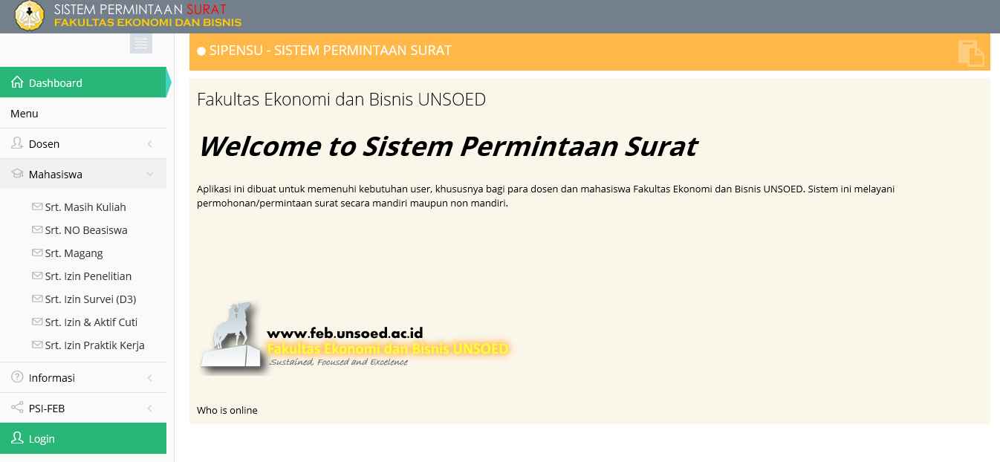 SISTEM PERMINTAAN SURAT
FAKULTAS EKONOMI DAN BISNIS
SIPENSU - SISTEM PERMINTAAN SURAT
Dashboard
Menu
Dosen
Mahasiswa
Srt. Masih Kuliah
Srt. NO Beasiswa
Srt. Magang
Srt. Izin Penelitian
Srt. Izin Survei (D3)
Srt. Izin & Aktif Cuti
Srt. Izin Praktik Kerja
Informasi
PSI-FEB
Login
Fakultas Ekonomi dan Bisnis UNSOED
Welcome to Sistem Permintaan Surat
Aplikasi ini dibuat untuk memenuhi kebutuhan user, khususnya bagi para dosen dan mahasiswa Fakultas Ekonomi dan Bisnis UNSOED. Sistem ini melayani
permohonan/permintaan surat secara mandiri maupun non mandiri.
www.feb.unsoed.ac.id
Fakultas Ekonomi dan Bisnis UNSOED
Sustained, Focused and Excelence
Who is online